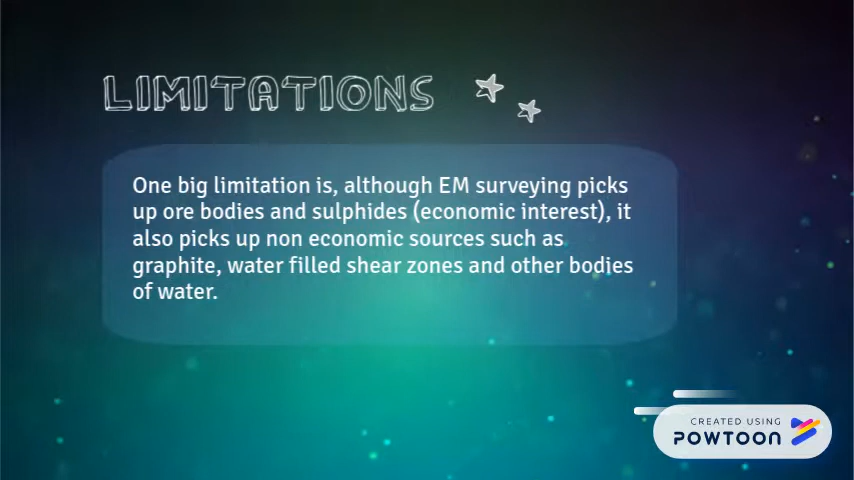 LIMITATIONS
One big limitation is, although EM surveying picks
up ore bodies and sulphides (economic interest), it
also picks up non economic sources such as
graphite, water filled shear zones and other bodies
of water.
CREATED USING
POWTOON